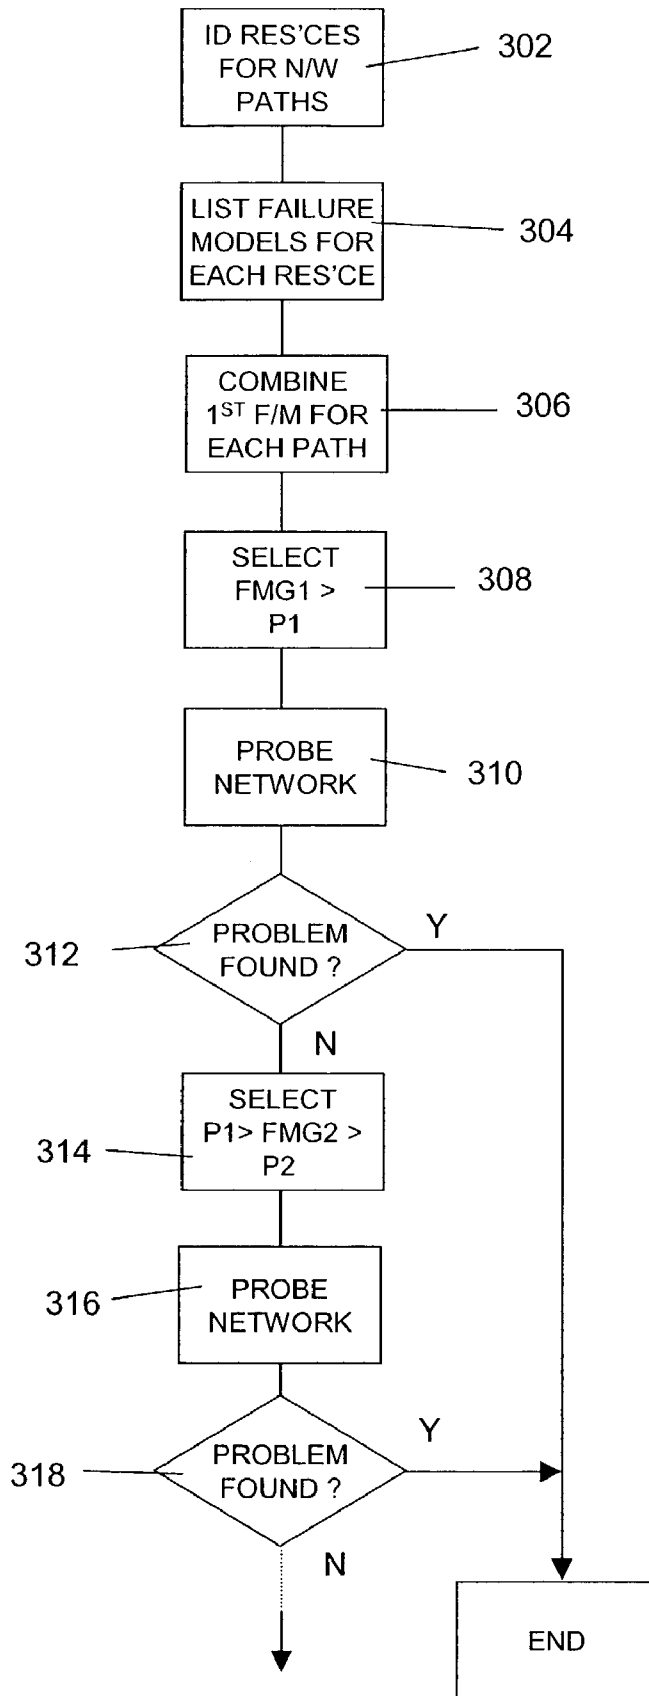 ID RES'CES
FOR N/W
PATHS
302
LIST FAILURE
MODELS FOR
EACH RES'CE
304
COMBINE
1ST F/M FOR
EACH PATH
306
SELECT
FMG1 >
P1
308
PROBE
NETWORK
310
312
PROBLEM
FOUND ?
Y
N
314
SELECT
P1> FMG2 >
P2
316
PROBE
NETWORK
318
PROBLEM
FOUND ?
Y
N
END